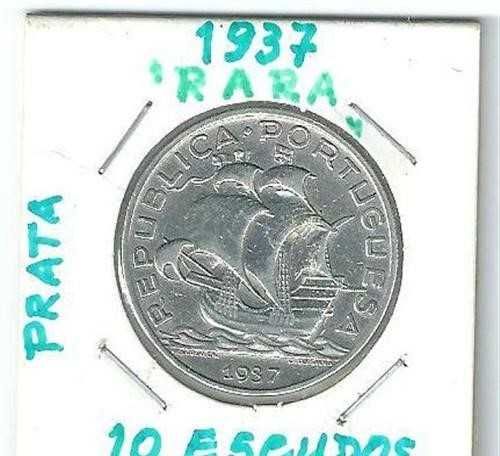 1937
"RARA"
PRATA
REPUBLICA · PORTUGUESA
1937
10 ESCUDOS